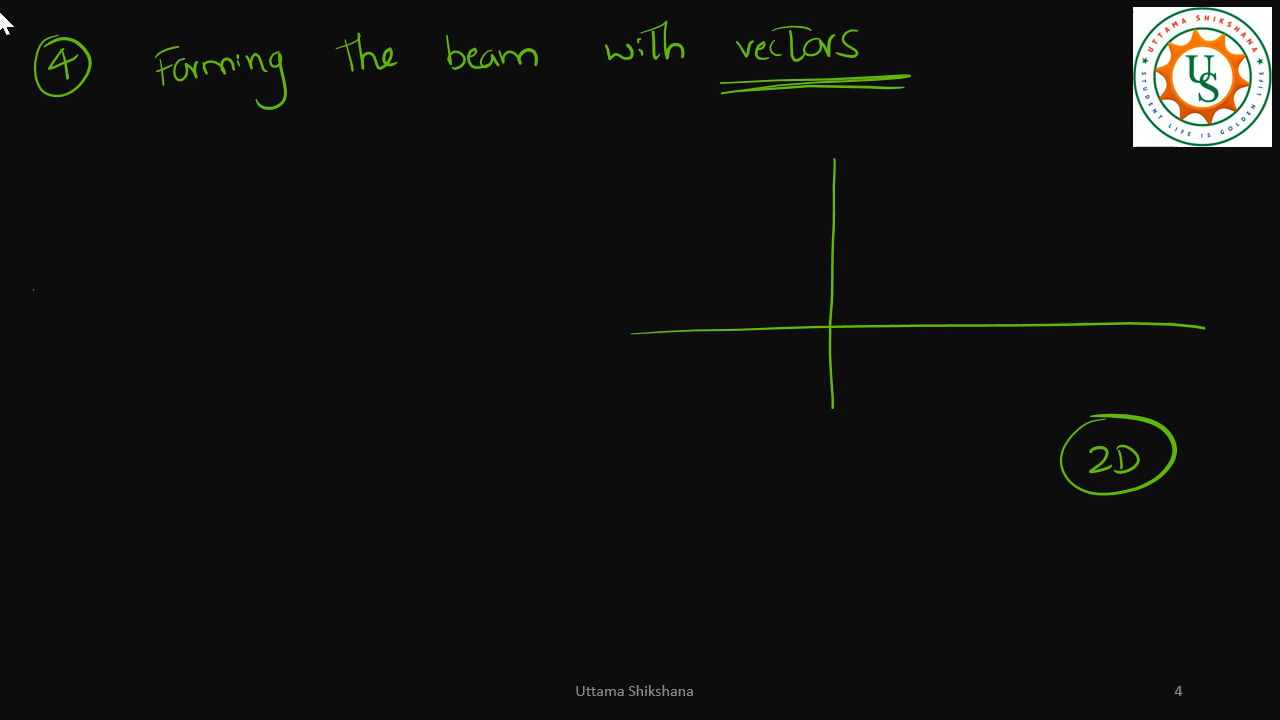 4 Forming the beam with vectors
UTTAMA SHIKSHANA
US
STUDENT LIFE IS GOLDEN LIFE
2D
Uttama Shikshana 4